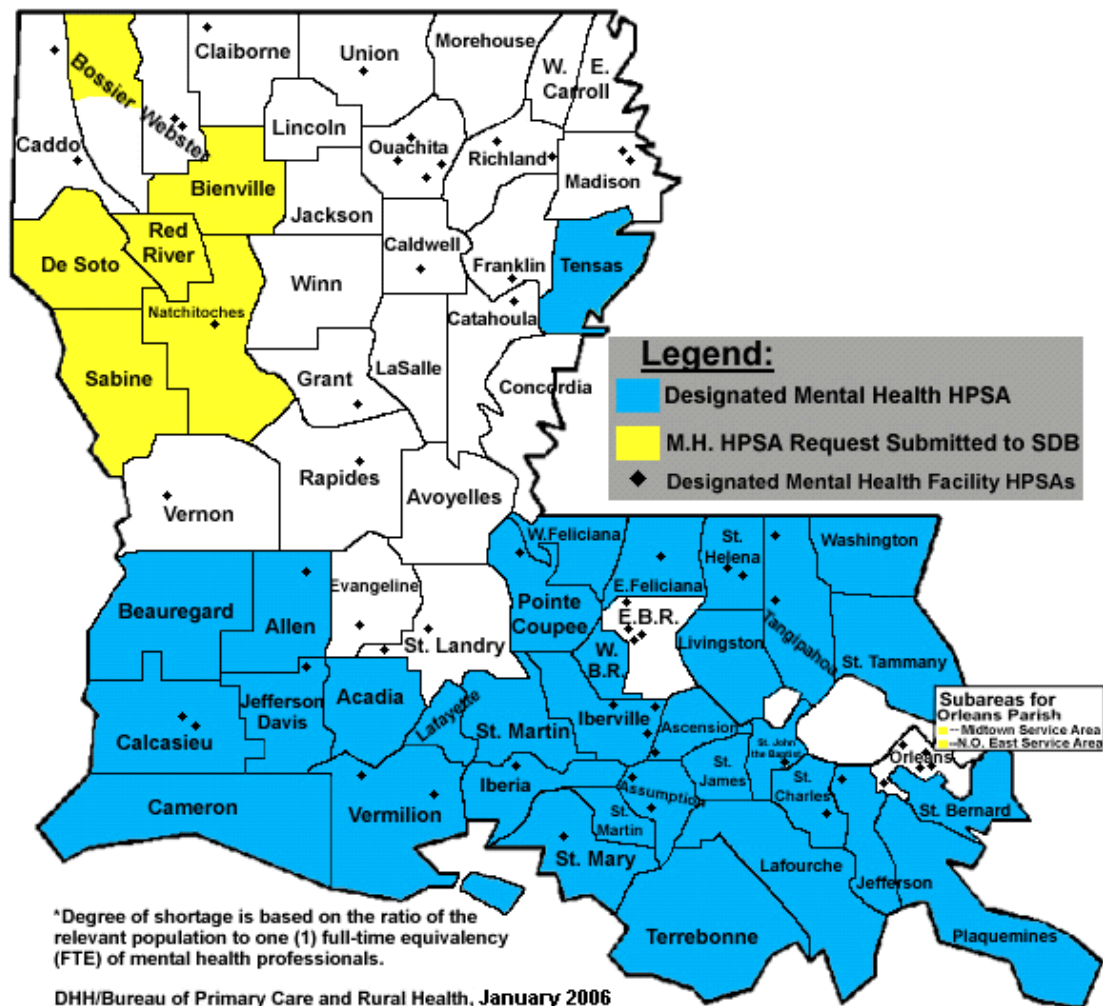 Claiborne
Union
Morehouse
W.
Carroll
E.
Bossier
Webster
Caddo
Lincoln
Ouachita
Richland
Madison
Bienville
Jackson
Red
River
De Soto
Caldwell
Franklin
Tensas
Winn
Natchitoches
Catahoula
Sabine
Grant
LaSalle
Concordia
Legend:
Designated Mental Health HPSA
M.H. HPSA Request Submitted to SDB
Designated Mental Health Facility HPSAs
Rapides
Avoyelles
Vernon
W.Feliciana
St.
Helena
Washington
E.Feliciana
Evangeline
Beauregard
Allen
Pointe
Coupee
E.B.R.
St. Landry
W.
B.R.
Livingston
Tangipahoa
St. Tammany
Jefferson
Davis
Acadia
Lafayette
St. Martin
Iberville
Ascension
Subareas for
Orleans Parish
-- Midtown Service Area
--N.O. East Service Area
Calcasieu
St. John
the Baptist
Orleans
St.
James
St.
Charles
Iberia
Assumption
Cameron
Vermilion
St.
Martin
St. Bernard
St. Mary
Lafourche
Jefferson
Terrebonne
Plaquemines
*Degree of shortage is based on the ratio of the
relevant population to one (1) full-time equivalency
(FTE) of mental health professionals.
DHH/Bureau of Primary Care and Rural Health, January 2006